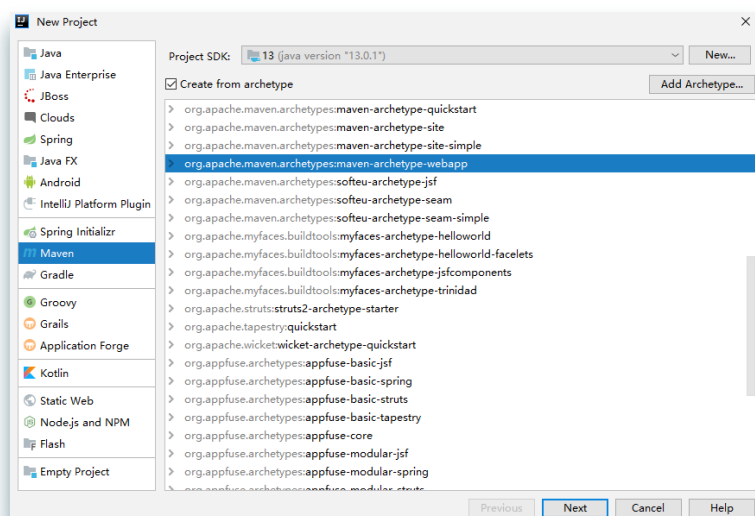 New Project
Java
Java Enterprise
JBoss
Clouds
Spring
Java FX
Android
IntelliJ Platform Plugin
Spring Initializr
Maven
Gradle
Groovy
Grails
Application Forge
Kotlin
Static Web
Node.js and NPM
Flash
Empty Project
Project SDK: 13 (java version "13.0.1") New...
Create from archetype Add Archetype...
org.apache.maven.archetypes:maven-archetype-quickstart
org.apache.maven.archetypes:maven-archetype-site
org.apache.maven.archetypes:maven-archetype-site-simple
org.apache.maven.archetypes:maven-archetype-webapp
org.apache.maven.archetypes:softeu-archetype-jsf
org.apache.maven.archetypes:softeu-archetype-seam
org.apache.maven.archetypes:softeu-archetype-seam-simple
org.apache.myfaces.buildtools:myfaces-archetype-helloworld
org.apache.myfaces.buildtools:myfaces-archetype-helloworld-facelets
org.apache.myfaces.buildtools:myfaces-archetype-jsfcomponents
org.apache.myfaces.buildtools:myfaces-archetype-trinidad
org.apache.struts:struts2-archetype-starter
org.apache.tapestry:quickstart
org.apache.wicket:wicket-archetype-quickstart
org.appfuse.archetypes:appfuse-basic-jsf
org.appfuse.archetypes:appfuse-basic-spring
org.appfuse.archetypes:appfuse-basic-struts
org.appfuse.archetypes:appfuse-basic-tapestry
org.appfuse.archetypes:appfuse-core
org.appfuse.archetypes:appfuse-modular-jsf
org.appfuse.archetypes:appfuse-modular-spring
org.appfuse.archetypes:appfuse-modular-struts
Previous Next Cancel Help